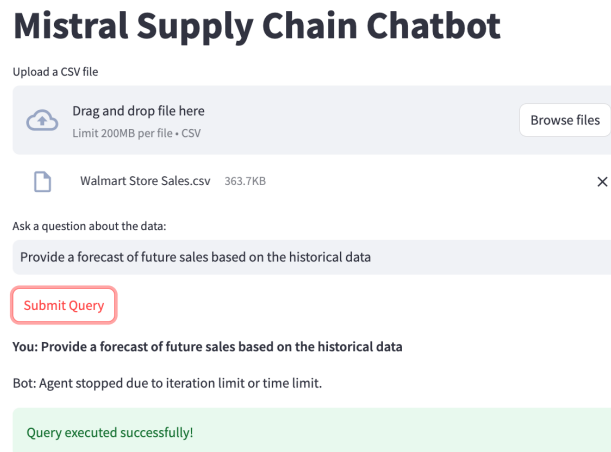 Mistral Supply Chain Chatbot
Upload a CSV file
Drag and drop file here
Limit 200MB per file • CSV
Browse files
Walmart Store Sales.csv 363.7KB
Ask a question about the data:
Provide a forecast of future sales based on the historical data
Submit Query
You: Provide a forecast of future sales based on the historical data
Bot: Agent stopped due to iteration limit or time limit.
Query executed successfully!